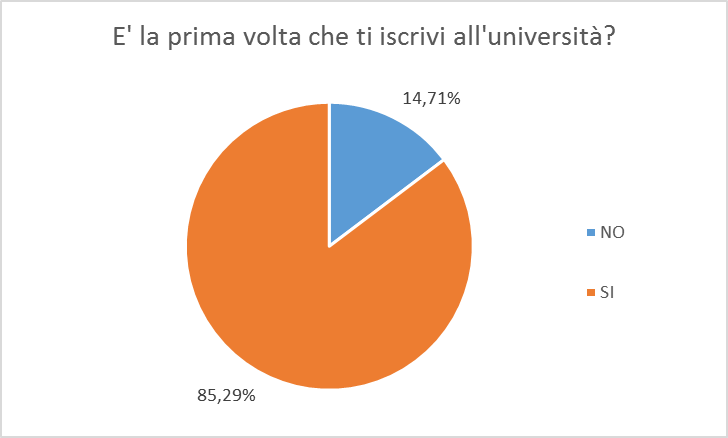 E' la prima volta che ti iscrivi all'università?
14,71%
NO
SI
85,29%